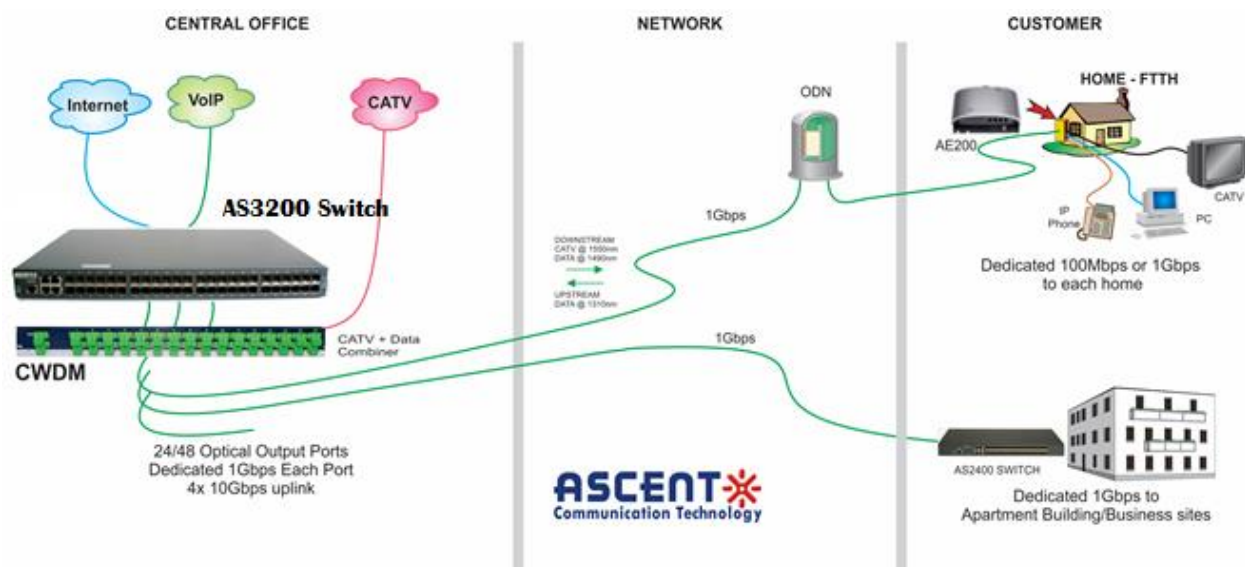 CENTRAL OFFICE
NETWORK
CUSTOMER
Internet
VoIP
CATV
AS3200 Switch
CATV + Data
Combiner
CWDM
24/48 Optical Output Ports
Dedicated 1Gbps Each Port
4x 10Gbps uplink
ODN
1Gbps
DOWNSTREAM
CATV @ 1550nm
DATA @ 1490nm
UPSTREAM
DATA @ 1310nm
1Gbps
ASCENT
Communication Technology
HOME - FTTH
AE200
CATV
IP
Phone
PC
Dedicated 100Mbps or 1Gbps
to each home
AS2400 SWITCH
Dedicated 1Gbps to
Apartment Building/Business sites